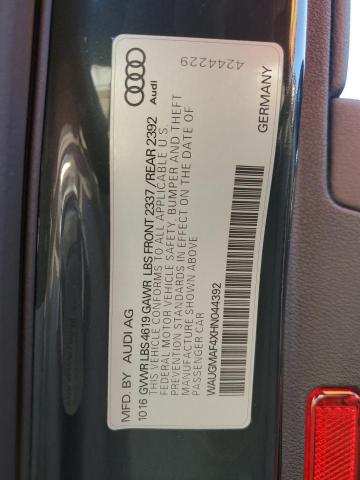 MFD. BY AUDI AG
10 16 GVWR LBS 4619 GAWR LBS FRONT 2337/REAR 2392
THIS VEHICLE CONFORMS TO ALL APPLICABLE U S
FEDERAL MOTOR VEHICLE SAFETY, BUMPER AND THEFT
PREVENTION STANDARDS IN EFFECT ON THE DATE OF
MANUFACTURE SHOWN ABOVE
PASSENGER CAR
WAUGMAF4XHN044392
GERMANY
Audi
4244229